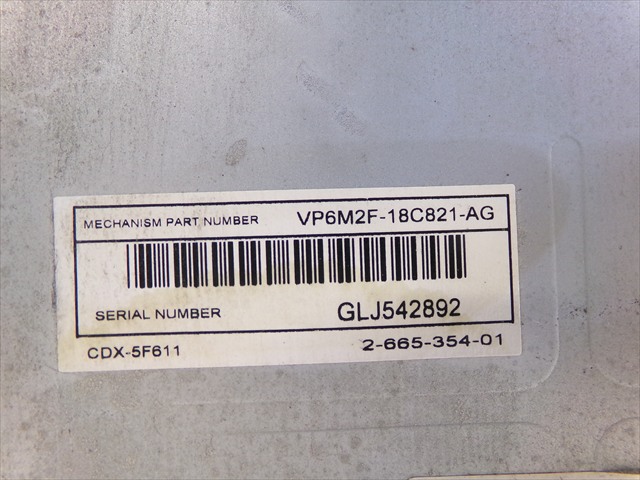 MECHANISM PART NUMBER VP6M2F-18C821-AG
SERIAL NUMBER GLJ542892
CDX-5F611 2-665-354-01